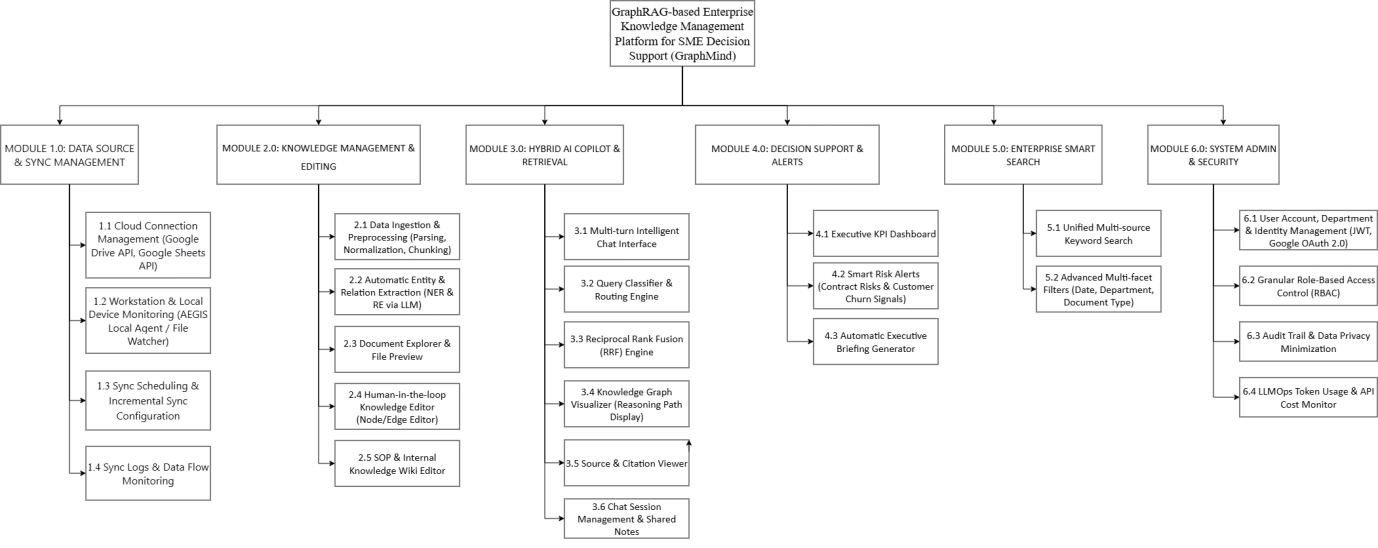 GraphRAG-based Enterprise
Knowledge Management
Platform for SME Decision
Support (GraphMind)
MODULE 1.0: DATA SOURCE
& SYNC MANAGEMENT
1.1 Cloud Connection
Management (Google
Drive API, Google Sheets
API)
1.2 Workstation & Local
Device Monitoring (AEGIS
Local Agent / File
Watcher)
1.3 Sync Scheduling &
Incremental Sync
Configuration
1.4 Sync Logs & Data Flow
Monitoring
MODULE 2.0: KNOWLEDGE MANAGEMENT &
EDITING
2.1 Data Ingestion &
Preprocessing (Parsing,
Normalization, Chunking)
2.2 Automatic Entity &
Relation Extraction (NER &
RE via LLM)
2.3 Document Explorer &
File Preview
2.4 Human-in-the-loop
Knowledge Editor
(Node/Edge Editor)
2.5 SOP & Internal
Knowledge Wiki Editor
MODULE 3.0: HYBRID AI COPILOT &
RETRIEVAL
3.1 Multi-turn Intelligent
Chat Interface
3.2 Query Classifier &
Routing Engine
3.3 Reciprocal Rank Fusion
(RRF) Engine
3.4 Knowledge Graph
Visualizer (Reasoning Path
Display)
3.5 Source & Citation Viewer
3.6 Chat Session
Management & Shared
Notes
MODULE 4.0: DECISION SUPPORT &
ALERTS
4.1 Executive KPI Dashboard
4.2 Smart Risk Alerts
(Contract Risks & Customer
Churn Signals)
4.3 Automatic Executive
Briefing Generator
MODULE 5.0: ENTERPRISE SMART
SEARCH
5.1 Unified Multi-source
Keyword Search
5.2 Advanced Multi-facet
Filters (Date, Department,
Document Type)
MODULE 6.0: SYSTEM ADMIN
& SECURITY
6.1 User Account, Department
& Identity Management (JWT,
Google OAuth 2.0)
6.2 Granular Role-Based Access
Control (RBAC)
6.3 Audit Trail & Data Privacy
Minimization
6.4 LLMOps Token Usage & API
Cost Monitor